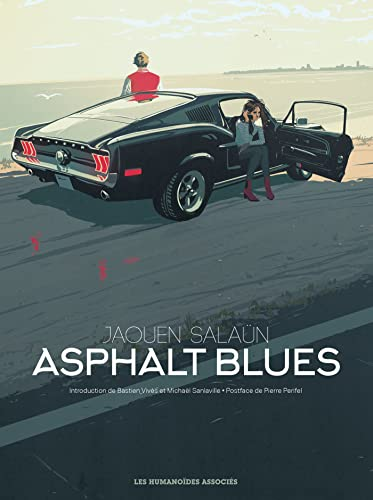 JAOUEN SALAÜN
ASPHALT BLUES
Introduction de Bastien Vivès et Michaël Sanlaville • Postface de Pierre Perifel
LES HUMANOÏDES ASSOCIÉS